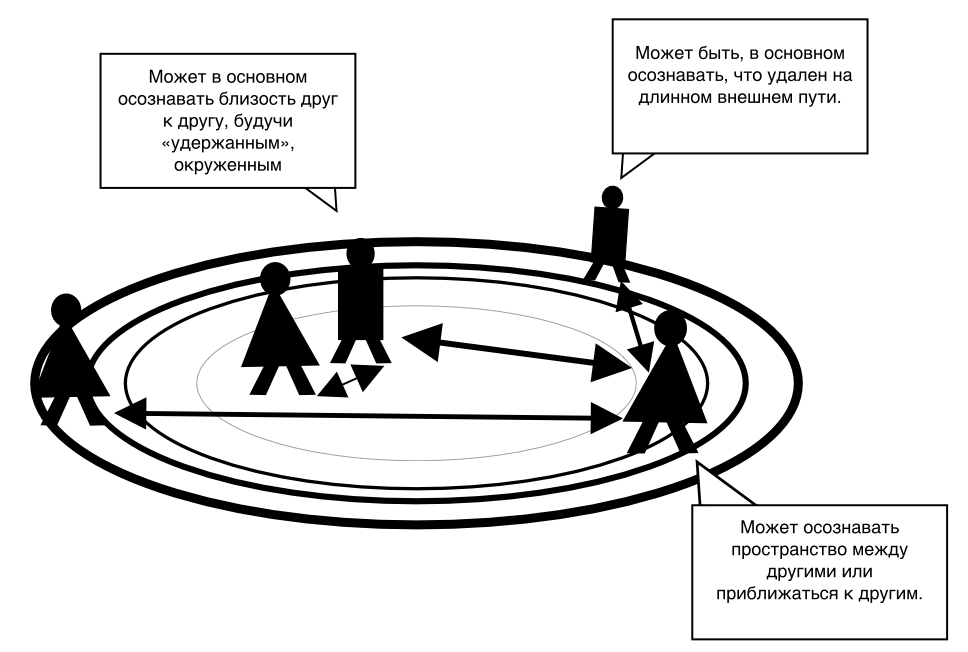 Может в основном
осознавать близость друг
к другу, будучи
«удержанным»,
окруженным
Может быть, в основном
осознавать, что удален на
длинном внешнем пути.
Может осознавать
пространство между
другими или
приближаться к другим.